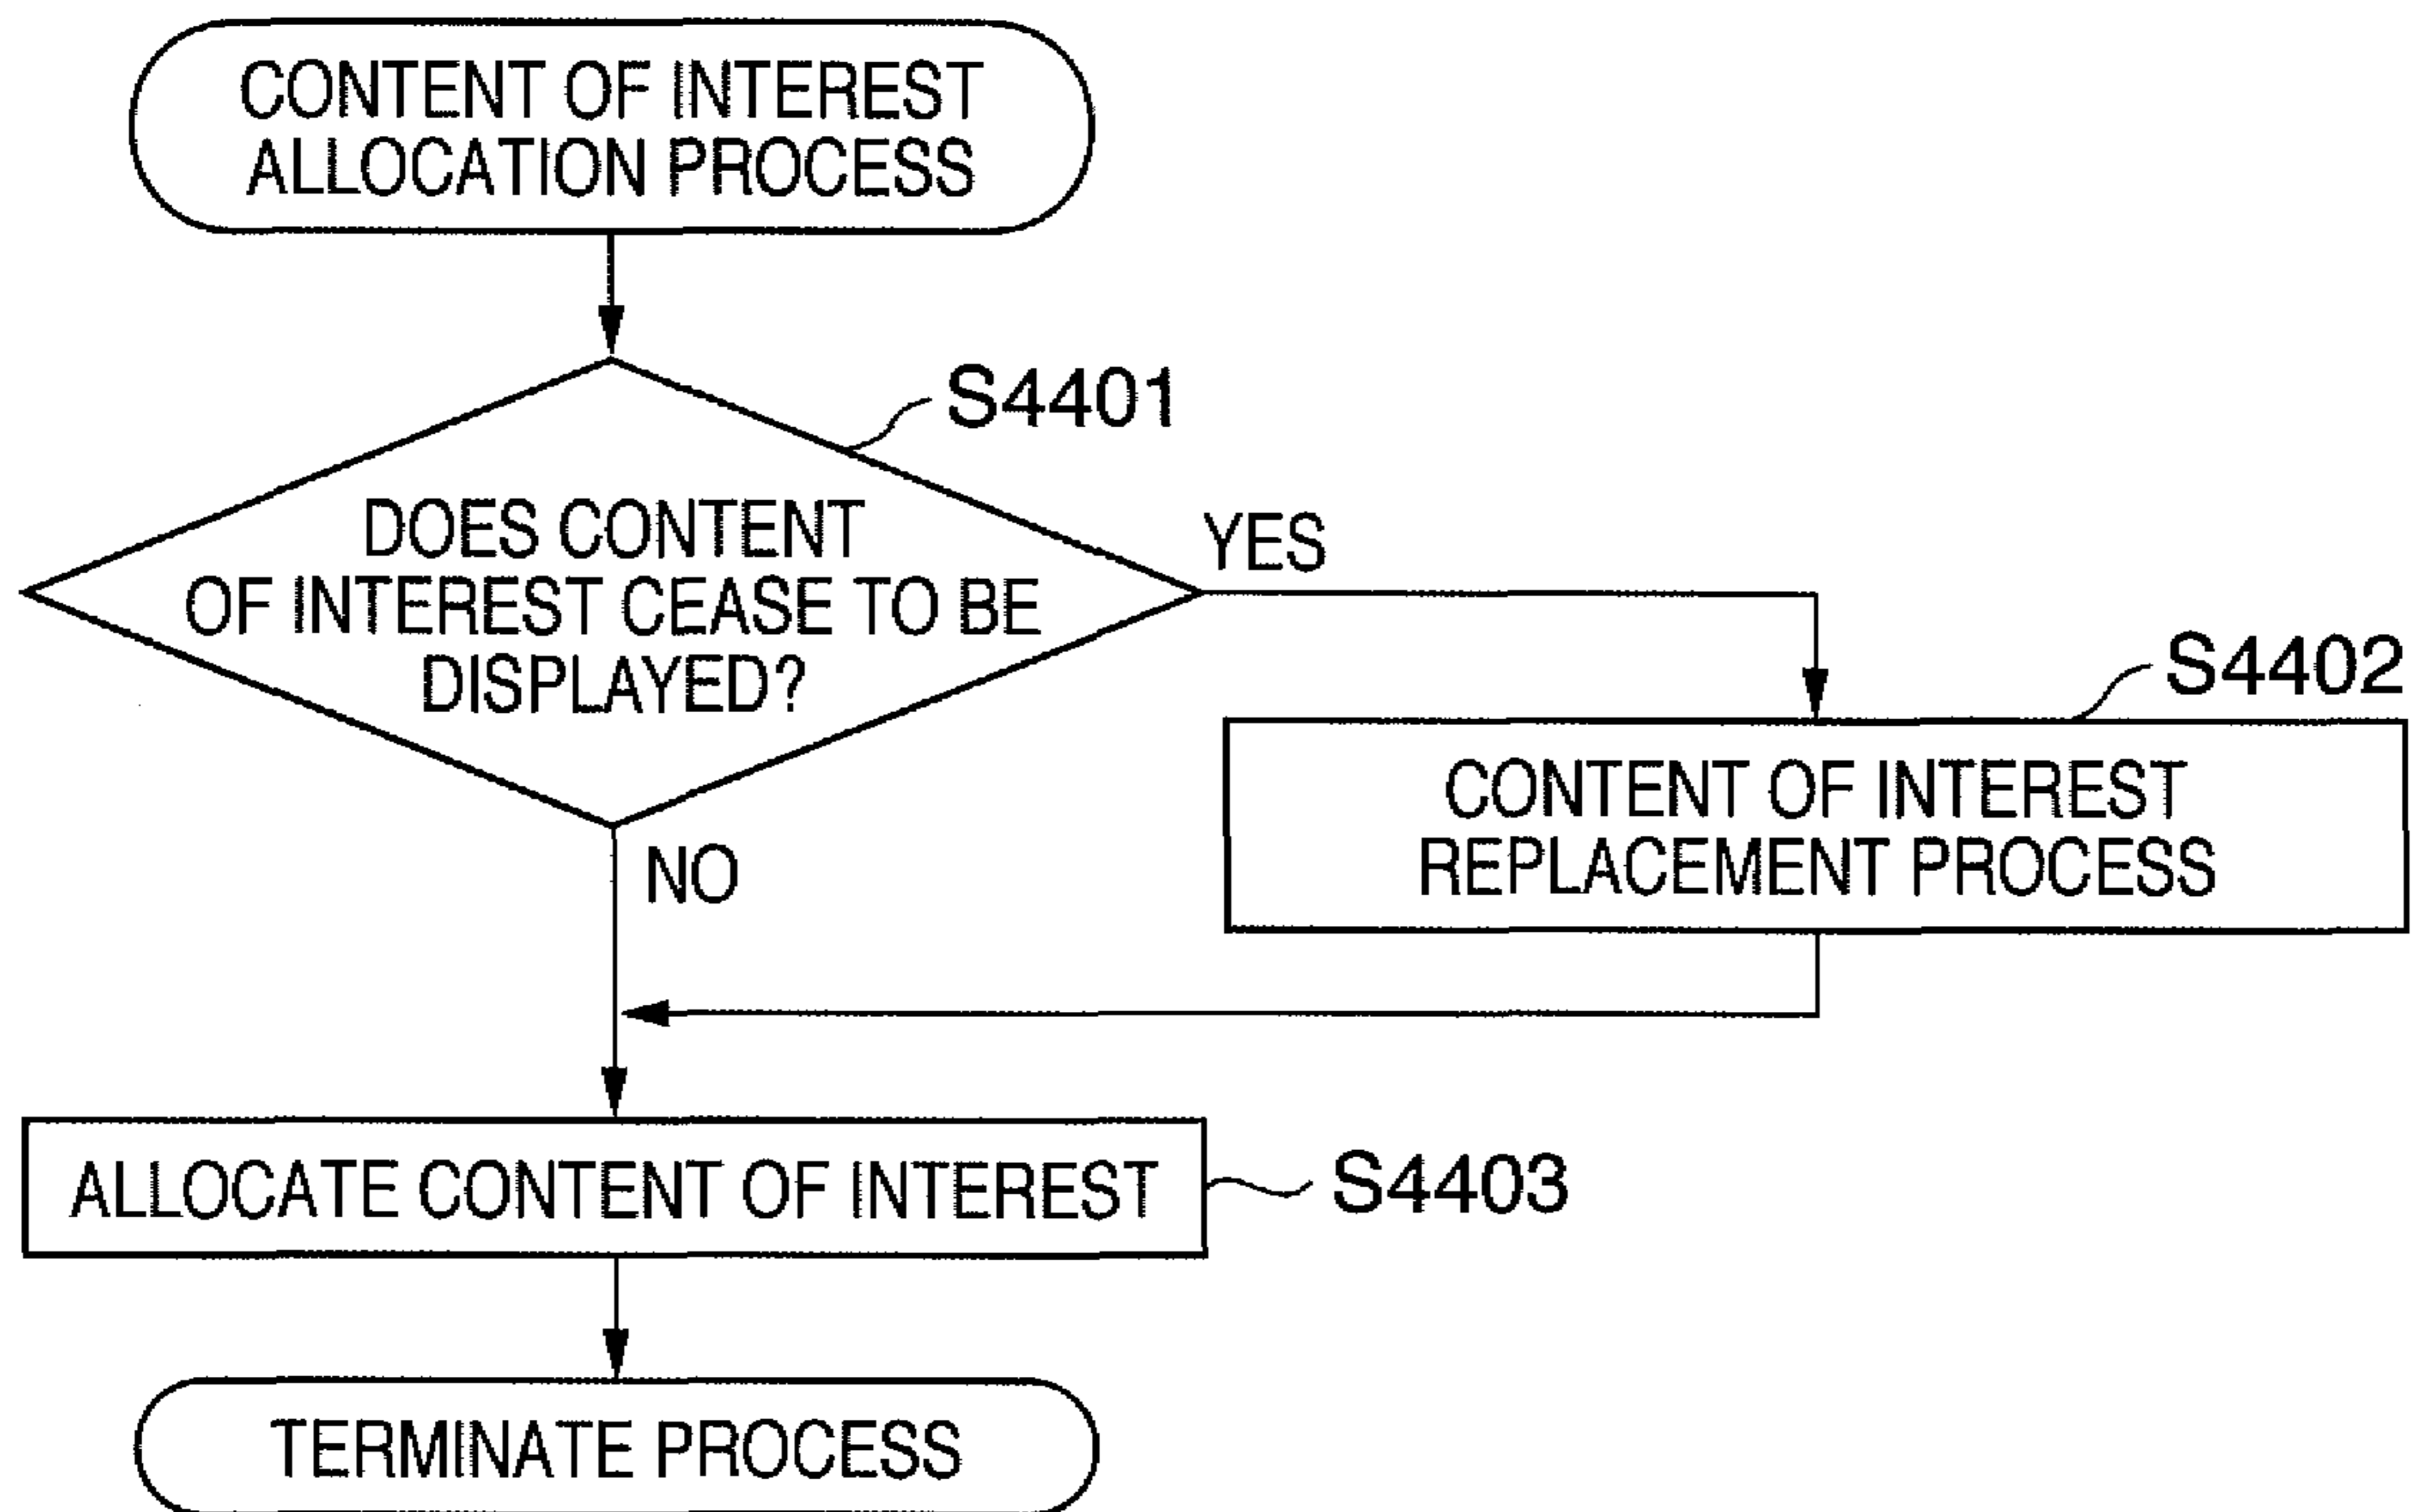 CONTENT OF INTEREST
ALLOCATION PROCESS
S4401
DOES CONTENT
OF INTEREST CEASE TO BE
DISPLAYED?
YES
S4402
CONTENT OF INTEREST
REPLACEMENT PROCESS
NO
ALLOCATE CONTENT OF INTEREST
S4403
TERMINATE PROCESS